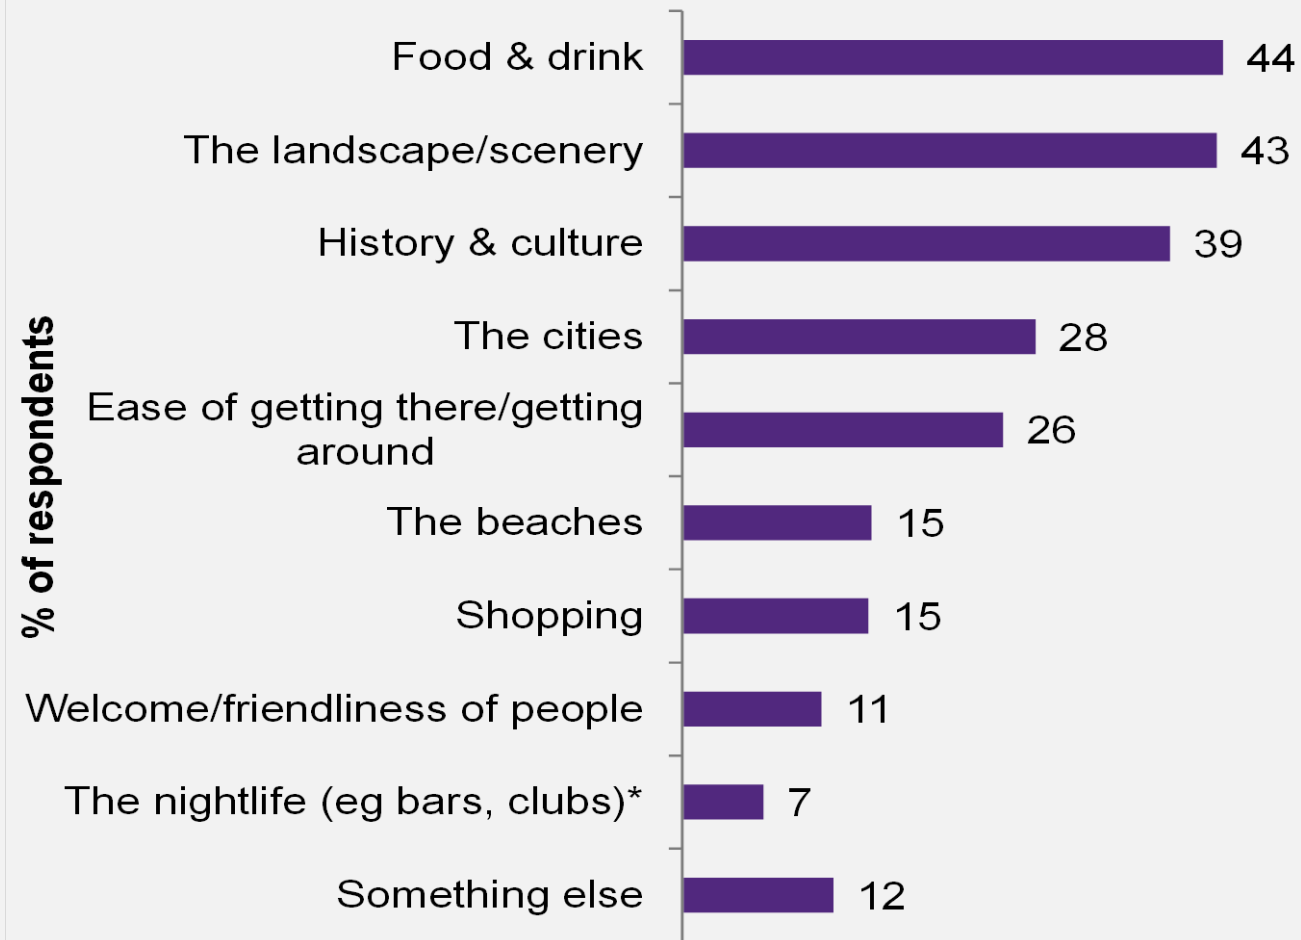 Food & drink 44
The landscape/scenery 43
History & culture 39
The cities 28
Ease of getting there/getting
around 26
The beaches 15
Shopping 15
Welcome/friendliness of people 11
The nightlife (eg bars, clubs)* 7
Something else 12
% of respondents